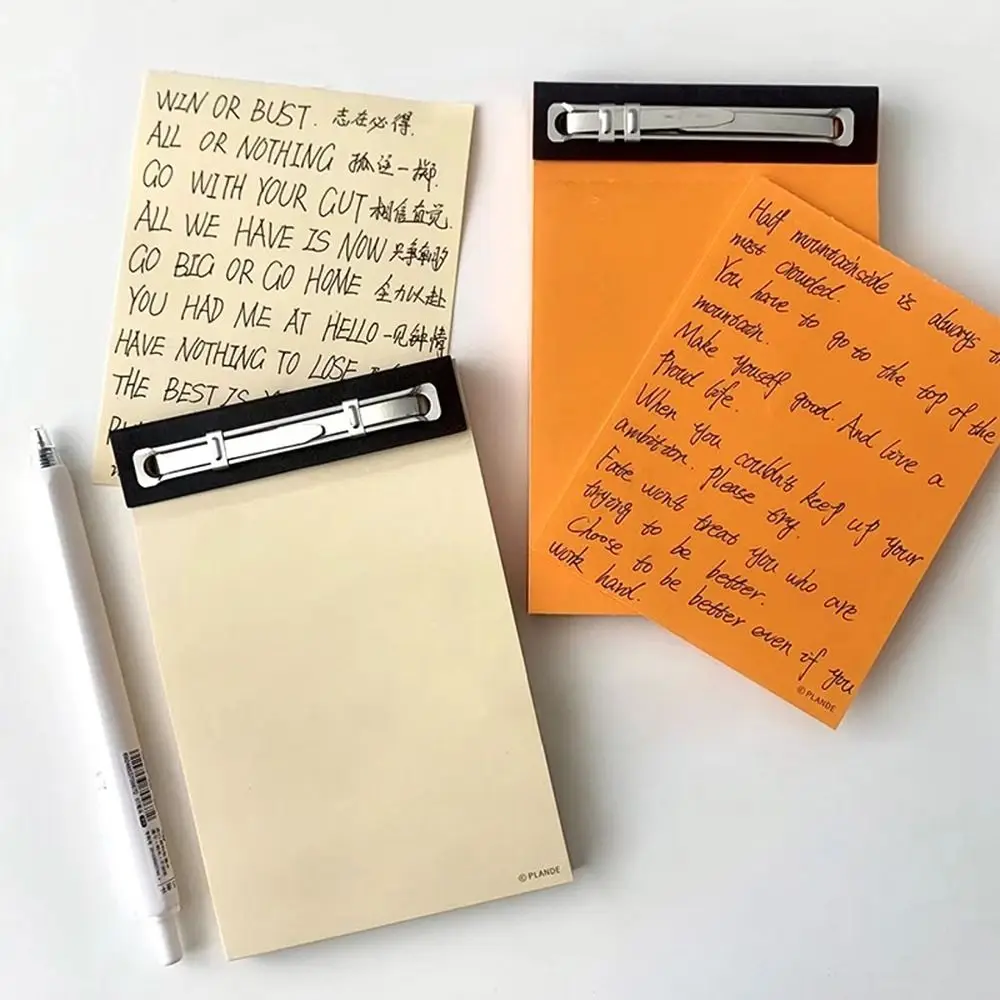 WIN OR BUST. 志在必得.
ALL OR NOTHING 孤注一掷.
GO WITH YOUR GUT 相信直觉.
ALL WE HAVE IS NOW 只争朝夕
GO BIG OR GO HOME 全力以赴
YOU HAD ME AT HELLO 一见钟情
HAVE NOTHING TO LOSE
THE BEST IS
© PLANDE
Half mountainside is always
most crowded.
You have to go to the top of the
mountain.
Make yourself good. And love a
Proud life.
When you couldn't keep up your
ambition. Please try.
Fate won't treat you who are
trying to be better.
Choose to be better even if you
work hard.
© PLANDE